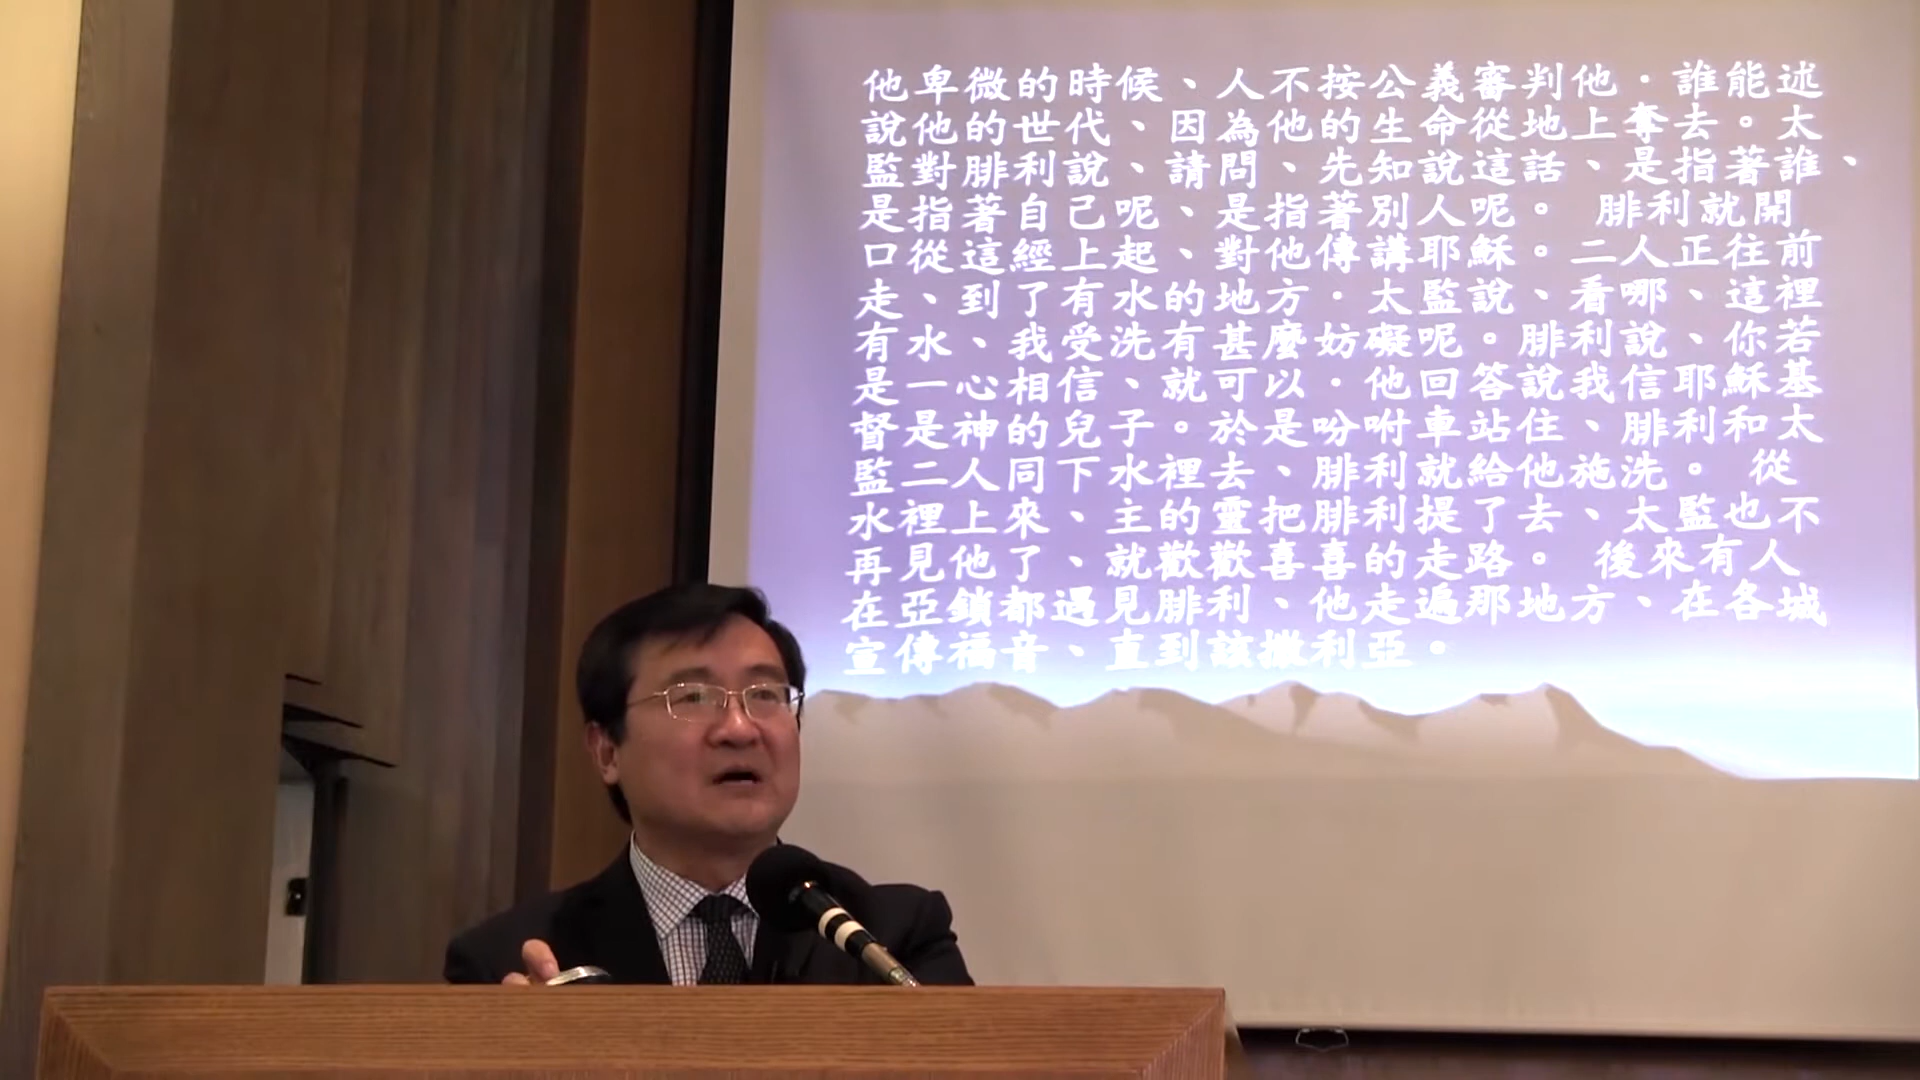 他卑微的時候、人不按公義審判他．誰能述
說他的世代、因為他的生命從地上奪去。太
監對腓利說、請問、先知說這話、是指著誰、
是指著自己呢、是指著別人呢。 腓利就開
口從這經上起、對他傳講耶穌。二人正往前
走、到了有水的地方．太監說、看哪、這裡
有水、我受洗有甚麼妨礙呢。腓利說、你若
是一心相信、就可以．他回答說我信耶穌基
督是神的兒子。於是吩咐車站住、腓利和太
監二人同下水裡去、腓利就給他施洗。 從
水裡上來、主的靈把腓利提了去、太監也不
再見他了、就歡歡喜喜的走路。 後來有人
在亞鎖都遇見腓利、他走遍那地方、在各城
宣傳福音、直到該撒利亞。